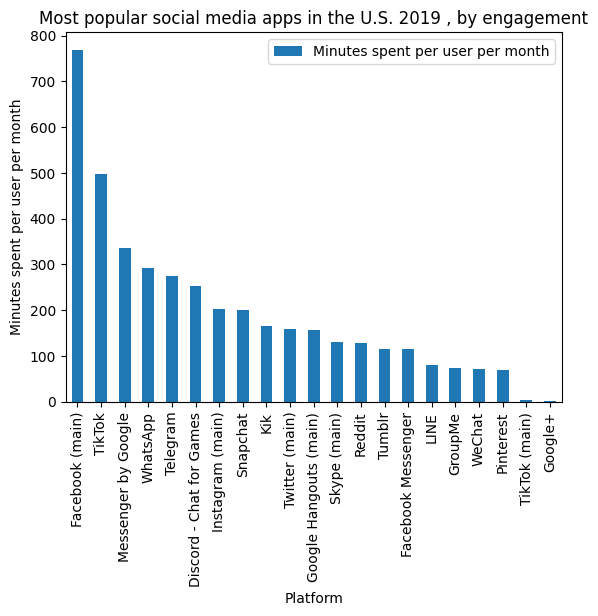 Most popular social media apps in the U.S. 2019 , by engagement
Minutes spent per user per month
Minutes spent per user per month
800
700
600
500
400
300
200
100
0
Facebook (main)
TikTok
Messenger by Google
WhatsApp
Telegram
Discord - Chat for Games
Instagram (main)
Snapchat
Kik
Twitter (main)
Google Hangouts (main)
Skype (main)
Reddit
Tumblr
Facebook Messenger
LINE
GroupMe
WeChat
Pinterest
TikTok (main)
Google+
Platform